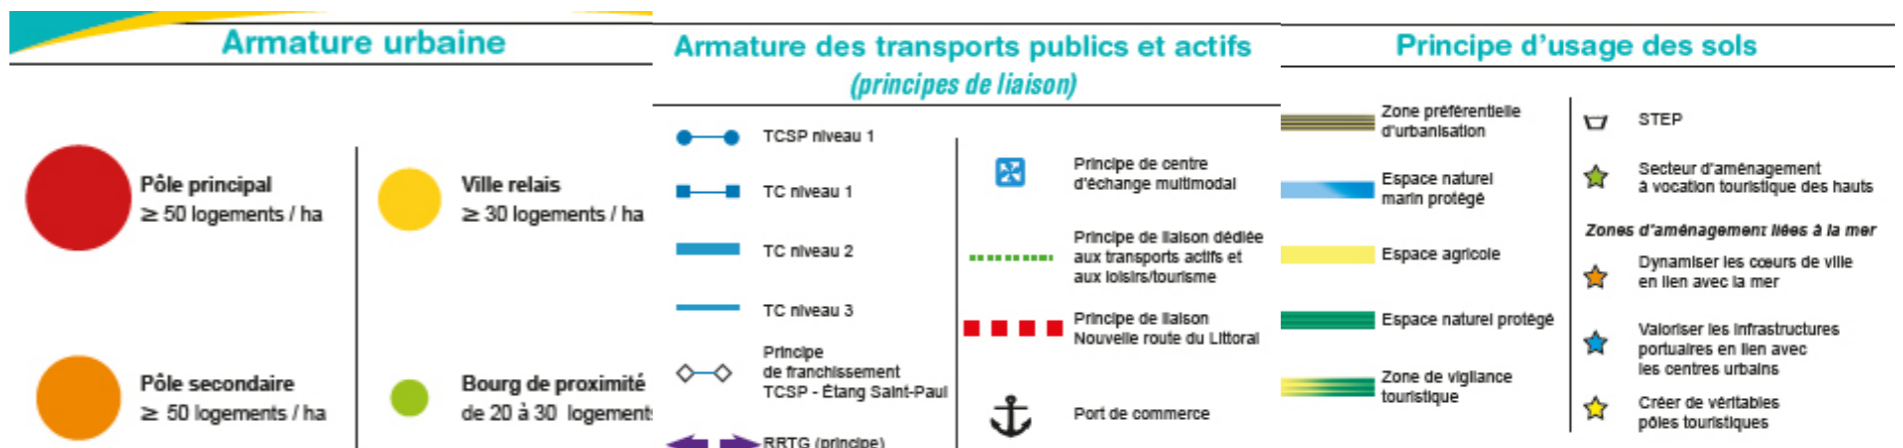 Armature urbaine
Pôle principal
≥ 50 logements / ha
Pôle secondaire
≥ 50 logements / ha
Ville relais
≥ 30 logements / ha
Bourg de proximité
de 20 à 30 logements
Armature des transports publics et actifs
(principes de liaison)
TCSP niveau 1
TC niveau 1
TC niveau 2
TC niveau 3
Principe
de franchissement
TCSP - Étang Saint-Paul
RRTG (principe)
Principe de centre
d'échange multimodal
Principe de liaison dédiée
aux transports actifs et
aux loisirs/tourisme
Principe de liaison
Nouvelle route du Littoral
Port de commerce
Principe d'usage des sols
Zone préférentielle
d'urbanisation
Espace naturel
marin protégé
Espace agricole
Espace naturel protégé
Zone de vigilance
touristique
STEP
Secteur d'aménagement
à vocation touristique des hauts
Zones d'aménagement liées à la mer
Dynamiser les cœurs de ville
en lien avec la mer
Valoriser les infrastructures
portuaires en lien avec
les centres urbains
Créer de véritables
pôles touristiques